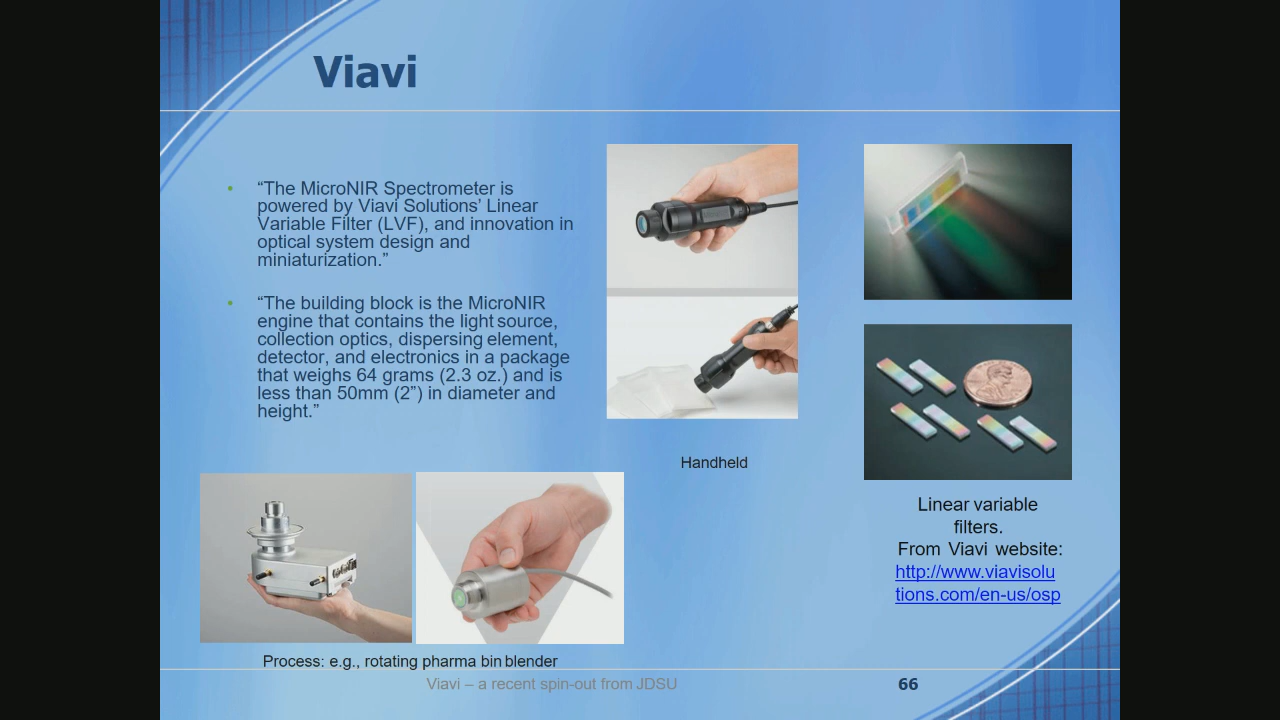 Viavi
“The MicroNIR Spectrometer is
powered by Viavi Solutions’ Linear
Variable Filter (LVF), and innovation in
optical system design and
miniaturization.”
“The building block is the MicroNIR
engine that contains the light source,
collection optics, dispersing element,
detector, and electronics in a package
that weighs 64 grams (2.3 oz.) and is
less than 50mm (2”) in diameter and
height.”
Handheld
Linear variable
filters.
From Viavi website:
http://www.viavisolu
tions.com/en-us/osp
Process: e.g., rotating pharma bin blender
Viavi – a recent spin-out from JDSU
66